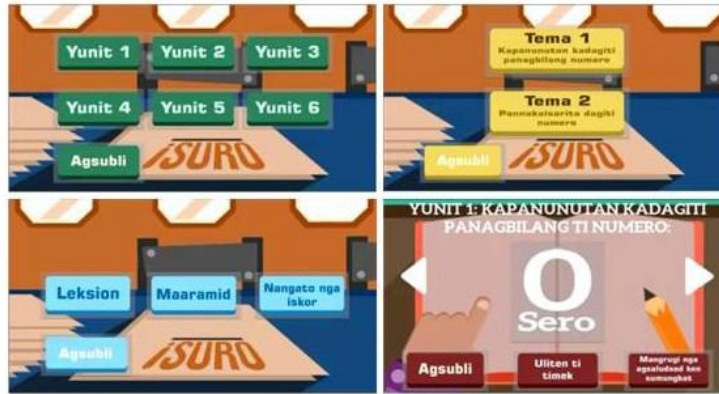 Yunit 1
Yunit 2
Yunit 3
Yunit 4
Yunit 5
Yunit 6
Agsubli
iSURO
Tema 1
Kapanunutan kadagiti
panagbilang numero
Tema 2
Pannakaisarita dagiti
numero
Agsubli
iSURO
Leksion
Maaramid
Nangato nga
iskor
Agsubli
iSURO
YUNIT 1: KAPANUNUTAN KADAGITI
PANAGBILANG TI NUMERO:
0
Sero
Agsubli
Uliten ti
timek
Mangrugi nga
agsaludsod ken
sumungbat